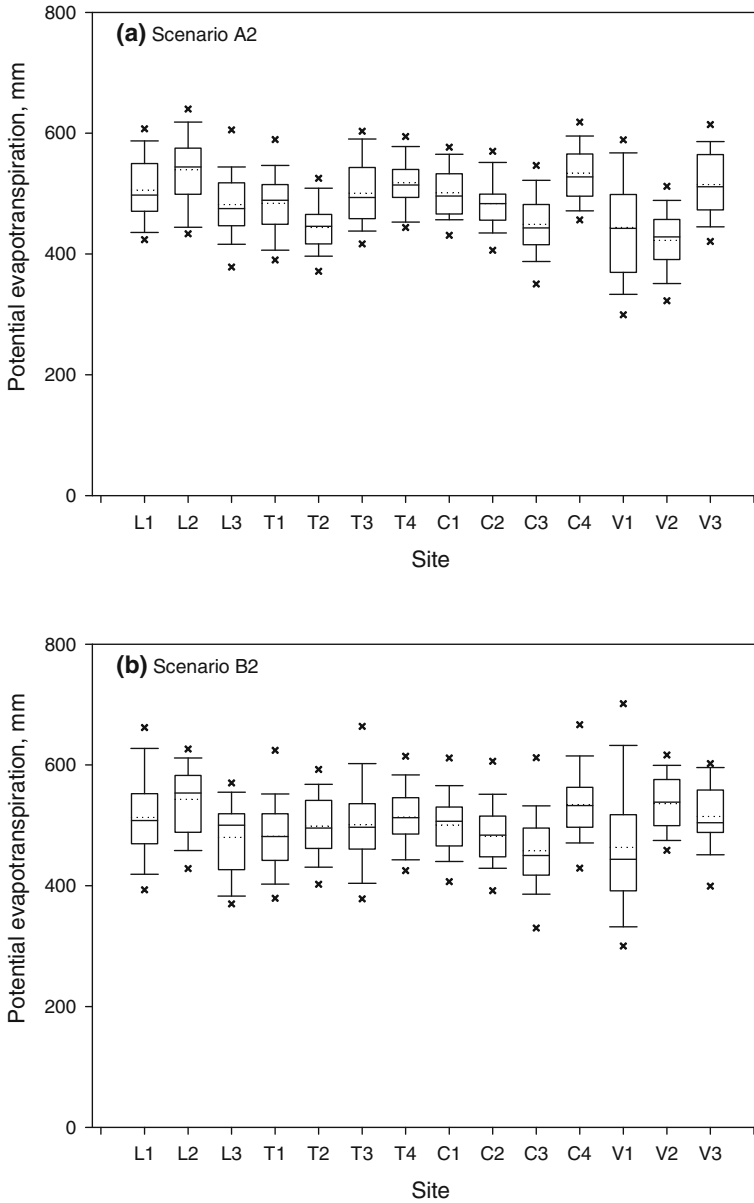 (a) Scenario A2
Potential evapotranspiration, mm
800
600
400
200
0
L1 L2 L3 T1 T2 T3 T4 C1 C2 C3 C4 V1 V2 V3
Site
(b) Scenario B2
Potential evapotranspiration, mm
800
600
400
200
0
L1 L2 L3 T1 T2 T3 T4 C1 C2 C3 C4 V1 V2 V3
Site